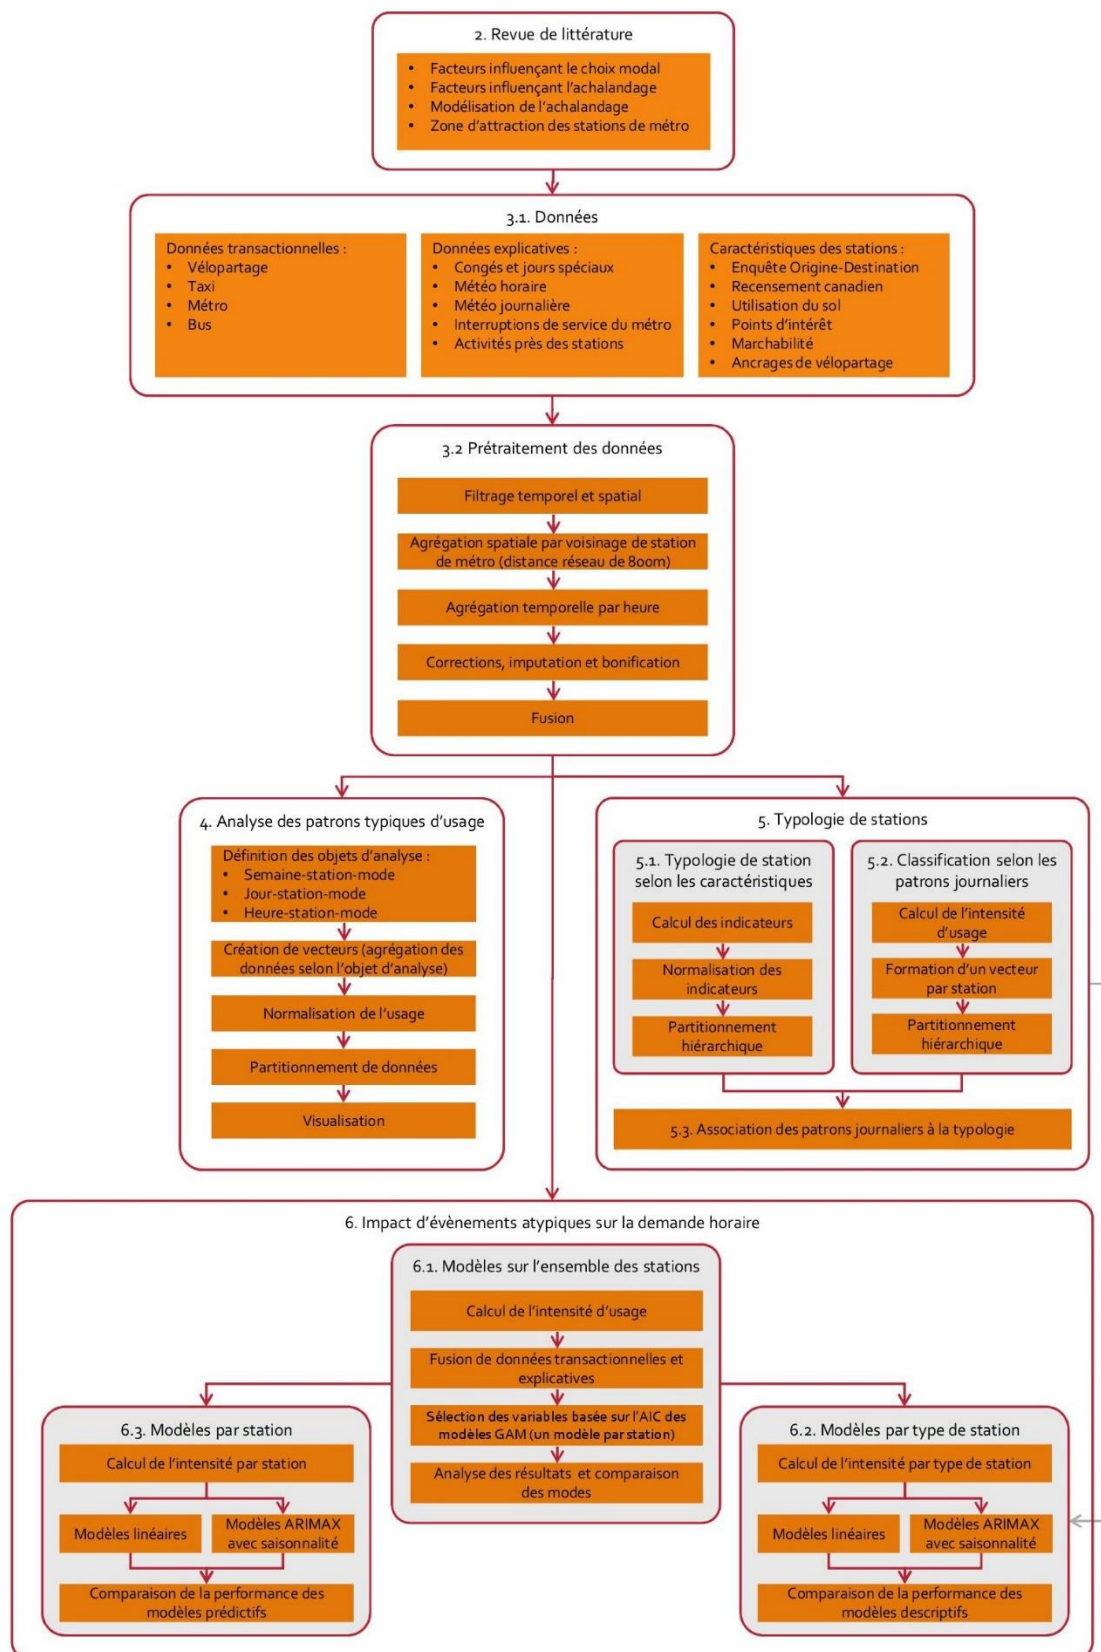 2. Revue de littérature
• Facteurs influençant le choix modal
• Facteurs influençant l'achalandage
• Modélisation de l'achalandage
• Zone d'attraction des stations de métro
3.1. Données
Données transactionnelles :
• Vélopartage
• Taxi
• Métro
• Bus
Données explicatives :
• Congés et jours spéciaux
• Météo horaire
• Météo journalière
• Interruptions de service du métro
• Activités près des stations
Caractéristiques des stations :
• Enquête Origine-Destination
• Recensement canadien
• Utilisation du sol
• Points d'intérêt
• Marchabilité
• Ancrages de vélopartage
3.2 Prétraitement des données
Filtrage temporel et spatial
Agrégation spatiale par voisinage de station
de métro (distance réseau de 800m)
Agrégation temporelle par heure
Corrections, imputation et bonification
Fusion
4. Analyse des patrons typiques d'usage
Définition des objets d'analyse :
• Semaine-station-mode
• Jour-station-mode
• Heure-station-mode
Création de vecteurs (agrégation des
données selon l'objet d'analyse)
Normalisation de l'usage
Partitionnement de données
Visualisation
5. Typologie de stations
5.1. Typologie de station
selon les caractéristiques
Calcul des indicateurs
Normalisation des
indicateurs
Partitionnement
hiérarchique
5.2. Classification selon les
patrons journaliers
Calcul de l'intensité
d'usage
Formation d'un vecteur
par station
Partitionnement
hiérarchique
5.3. Association des patrons journaliers à la typologie
6. Impact d'évènements atypiques sur la demande horaire
6.1. Modèles sur l'ensemble des stations
Calcul de l'intensité d'usage
Fusion de données transactionnelles et
explicatives
Sélection des variables basée sur l'AIC des
modèles GAM (un modèle par station)
Analyse des résultats et comparaison
des modes
6.3. Modèles par station
Calcul de l'intensité par station
Modèles linéaires
Modèles ARIMAX
avec saisonnalité
Comparaison de la performance des
modèles prédictifs
6.2. Modèles par type de station
Calcul de l'intensité par type de station
Modèles linéaires
Modèles ARIMAX
avec saisonnalité
Comparaison de la performance des
modèles descriptifs